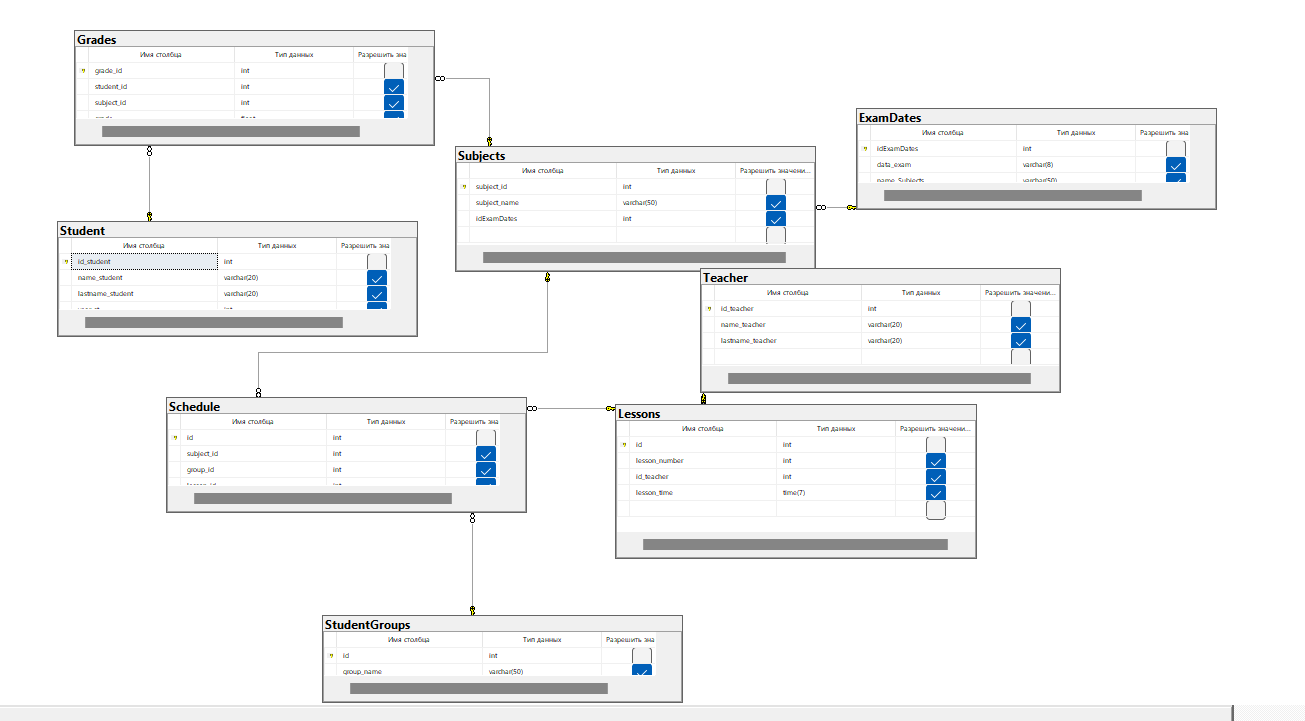 Grades
Имя столбца Тип данных Разрешить зна
grade_id int
student_id int
subject_id int
Subjects
Имя столбца Тип данных Разрешить значени...
subject_id int
subject_name varchar(50)
idExamDates int
ExamDates
Имя столбца Тип данных Разрешить зна
idExamDates int
data_exam varchar(8)
name_Subjects varchar(50)
Student
Имя столбца Тип данных Разрешить зна
id_student int
name_student varchar(20)
lastname_student varchar(20)
Teacher
Имя столбца Тип данных Разрешить значени...
id_teacher int
name_teacher varchar(20)
lastname_teacher varchar(20)
Schedule
Имя столбца Тип данных Разрешить зна
id int
subject_id int
group_id int
Lessons
Имя столбца Тип данных Разрешить значени...
id int
lesson_number int
id_teacher int
lesson_time time(7)
StudentGroups
Имя столбца Тип данных Разрешить зна
id int
group_name varchar(50)